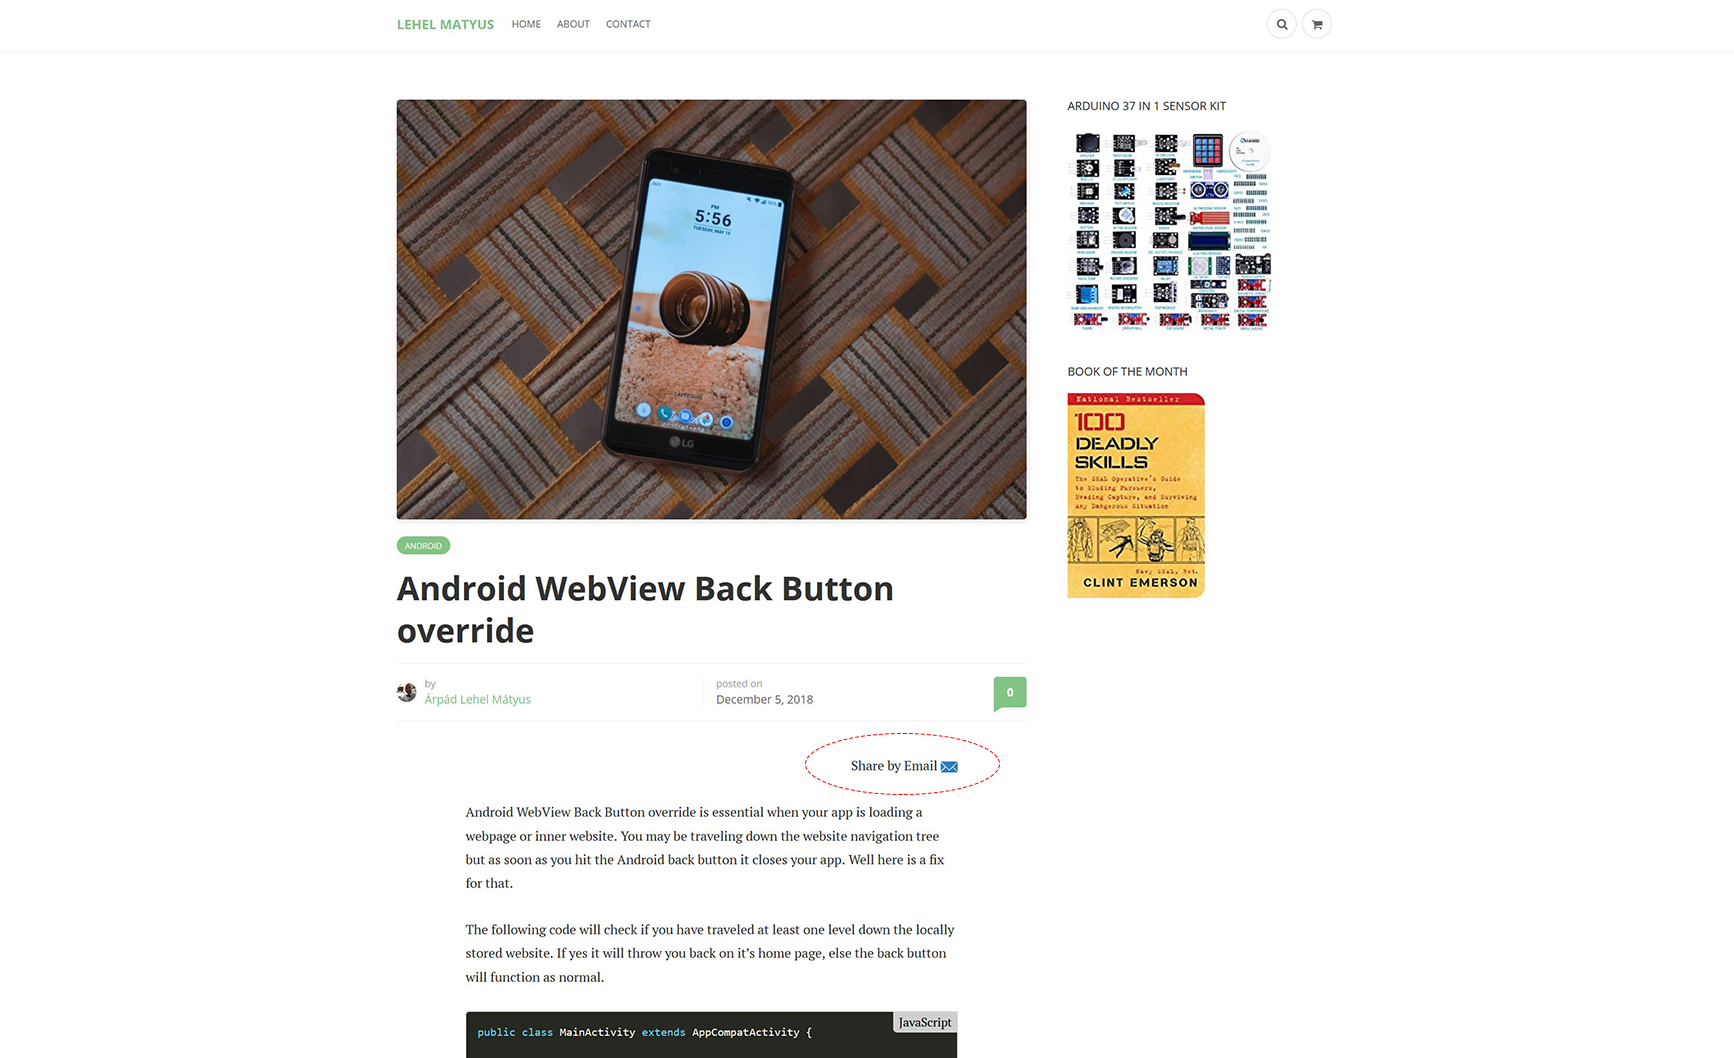 LEHEL MATYUS HOME ABOUT CONTACT
PM
5:56
TUESDAY, MAY 15
LG
ANDROID
Android WebView Back Button
override
by
Árpád Lehel Mátyus
posted on
December 5, 2018
0
Share by Email
Android WebView Back Button override is essential when your app is loading a
webpage or inner website. You may be traveling down the website navigation tree
but as soon as you hit the Android back button it closes your app. Well here is a fix
for that.
The following code will check if you have traveled at least one level down the locally
stored website. If yes it will throw you back on it’s home page, else the back button
will function as normal.
JavaScript
public class MainActivity extends AppCompatActivity {
ARDUINO 37 IN 1 SENSOR KIT
BOOK OF THE MONTH
National Bestseller
100
DEADLY
SKILLS
The SEAL Operative's Guide
to Eluding Pursuers,
Evading Capture, and Surviving
Any Dangerous Situation
Navy SEAL, Ret.
CLINT EMERSON